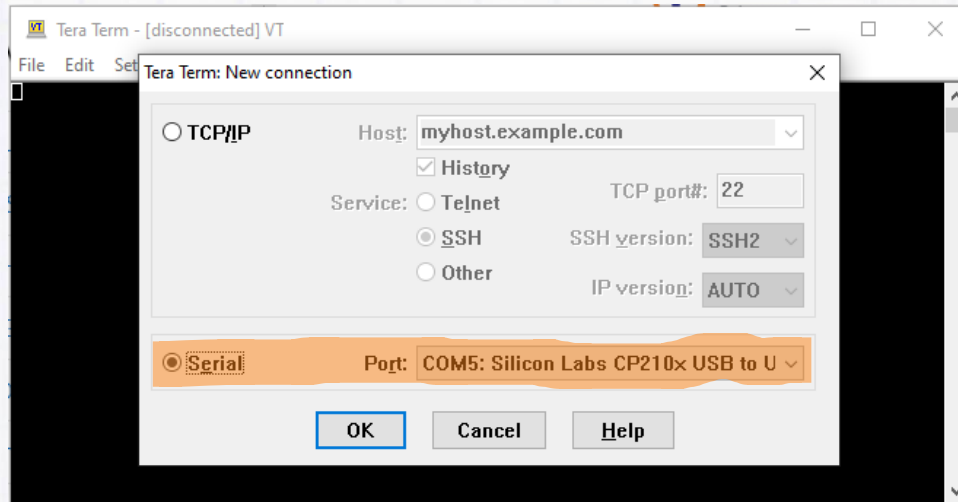 VT Tera Term - [disconnected] VT
File Edit Set
Tera Term: New connection
TCP/IP Host: myhost.example.com
History
Service: Telnet TCP port#: 22
SSH SSH version: SSH2
Other IP version: AUTO
Serial Port: COM5: Silicon Labs CP210x USB to U
OK Cancel Help